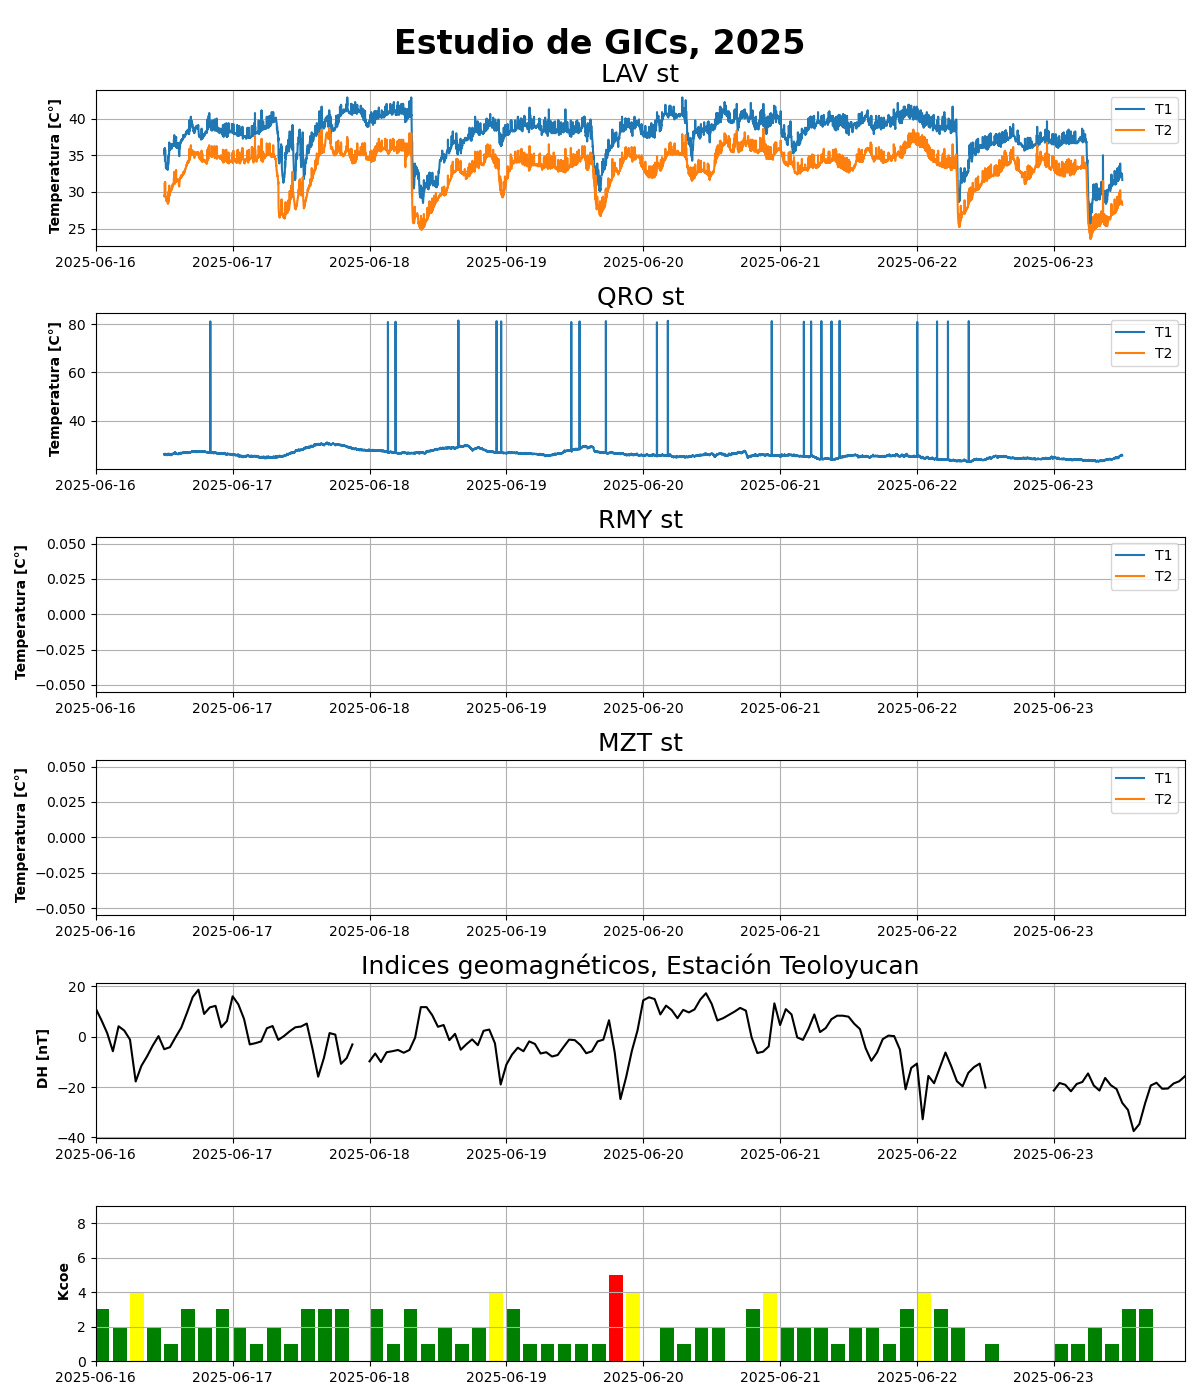 Estudio de GICs, 2025
LAV st
Temperatura [C°]
40
35
30
25
T1
T2
2025-06-16 2025-06-17 2025-06-18 2025-06-19 2025-06-20 2025-06-21 2025-06-22 2025-06-23
QRO st
Temperatura [C°]
80
60
40
T1
T2
2025-06-16 2025-06-17 2025-06-18 2025-06-19 2025-06-20 2025-06-21 2025-06-22 2025-06-23
RMY st
Temperatura [C°]
0.050
0.025
0.000
−0.025
−0.050
T1
T2
2025-06-16 2025-06-17 2025-06-18 2025-06-19 2025-06-20 2025-06-21 2025-06-22 2025-06-23
MZT st
Temperatura [C°]
0.050
0.025
0.000
−0.025
−0.050
T1
T2
2025-06-16 2025-06-17 2025-06-18 2025-06-19 2025-06-20 2025-06-21 2025-06-22 2025-06-23
Indices geomagnéticos, Estación Teoloyucan
DH [nT]
20
0
−20
−40
2025-06-16 2025-06-17 2025-06-18 2025-06-19 2025-06-20 2025-06-21 2025-06-22 2025-06-23
Kcoe
8
6
4
2
0
2025-06-16 2025-06-17 2025-06-18 2025-06-19 2025-06-20 2025-06-21 2025-06-22 2025-06-23